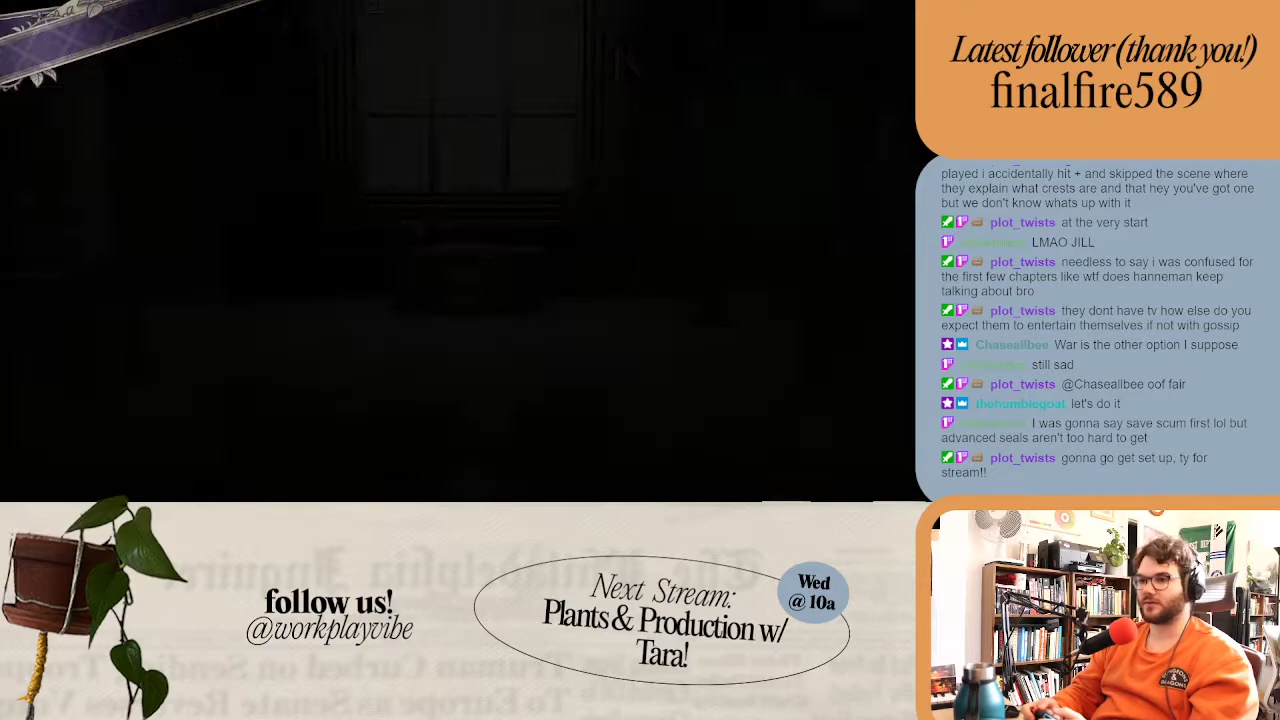 Latest follower (thank you!)
finalfire589
played i accidentally hit + and skipped the scene where
they explain what crests are and that hey you've got one
but we don't know whats up with it
plot_twists at the very start
LMAO JILL
plot_twists needless to say i was confused for
the first few chapters like wtf does hanneman keep
talking about bro
plot_twists they dont have tv how else do you
expect them to entertain themselves if not with gossip
Chaseallbee War is the other option I suppose
still sad
plot_twists @Chaseallbee oof fair
thehumblegoat let's do it
I was gonna say save scum first lol but
advanced seals aren't too hard to get
plot_twists gonna go get set up, ty for
stream!!
follow us!
@workplayvibe
Next Stream:
Plants & Production w/
Tara!
Wed
@ 10a